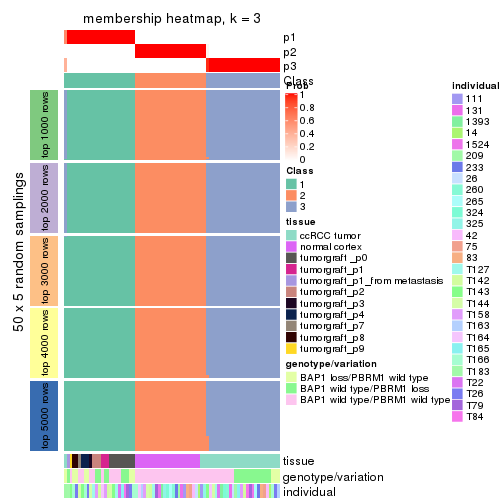 membership heatmap, k = 3
p1
p2
p3
Class
50 x 5 random samplings
top 1000 rows
top 2000 rows
top 3000 rows
top 4000 rows
top 5000 rows
tissue
genotype/variation
individual
Prob
1
0.8
0.6
0.4
0.2
0
Class
1
2
3
tissue
ccRCC tumor
normal cortex
tumorgraft _p0
tumorgraft_p1
tumorgraft_p1_from metastasis
tumorgraft_p2
tumorgraft_p3
tumorgraft_p4
tumorgraft_p7
tumorgraft_p8
tumorgraft_p9
genotype/variation
BAP1 loss/PBRM1 wild type
BAP1 wild type/PBRM1 loss
BAP1 wild type/PBRM1 wild type
individual
111
131
1393
14
1524
209
233
26
260
265
324
325
42
75
83
T127
T142
T143
T144
T158
T163
T164
T165
T166
T183
T22
T26
T79
T84